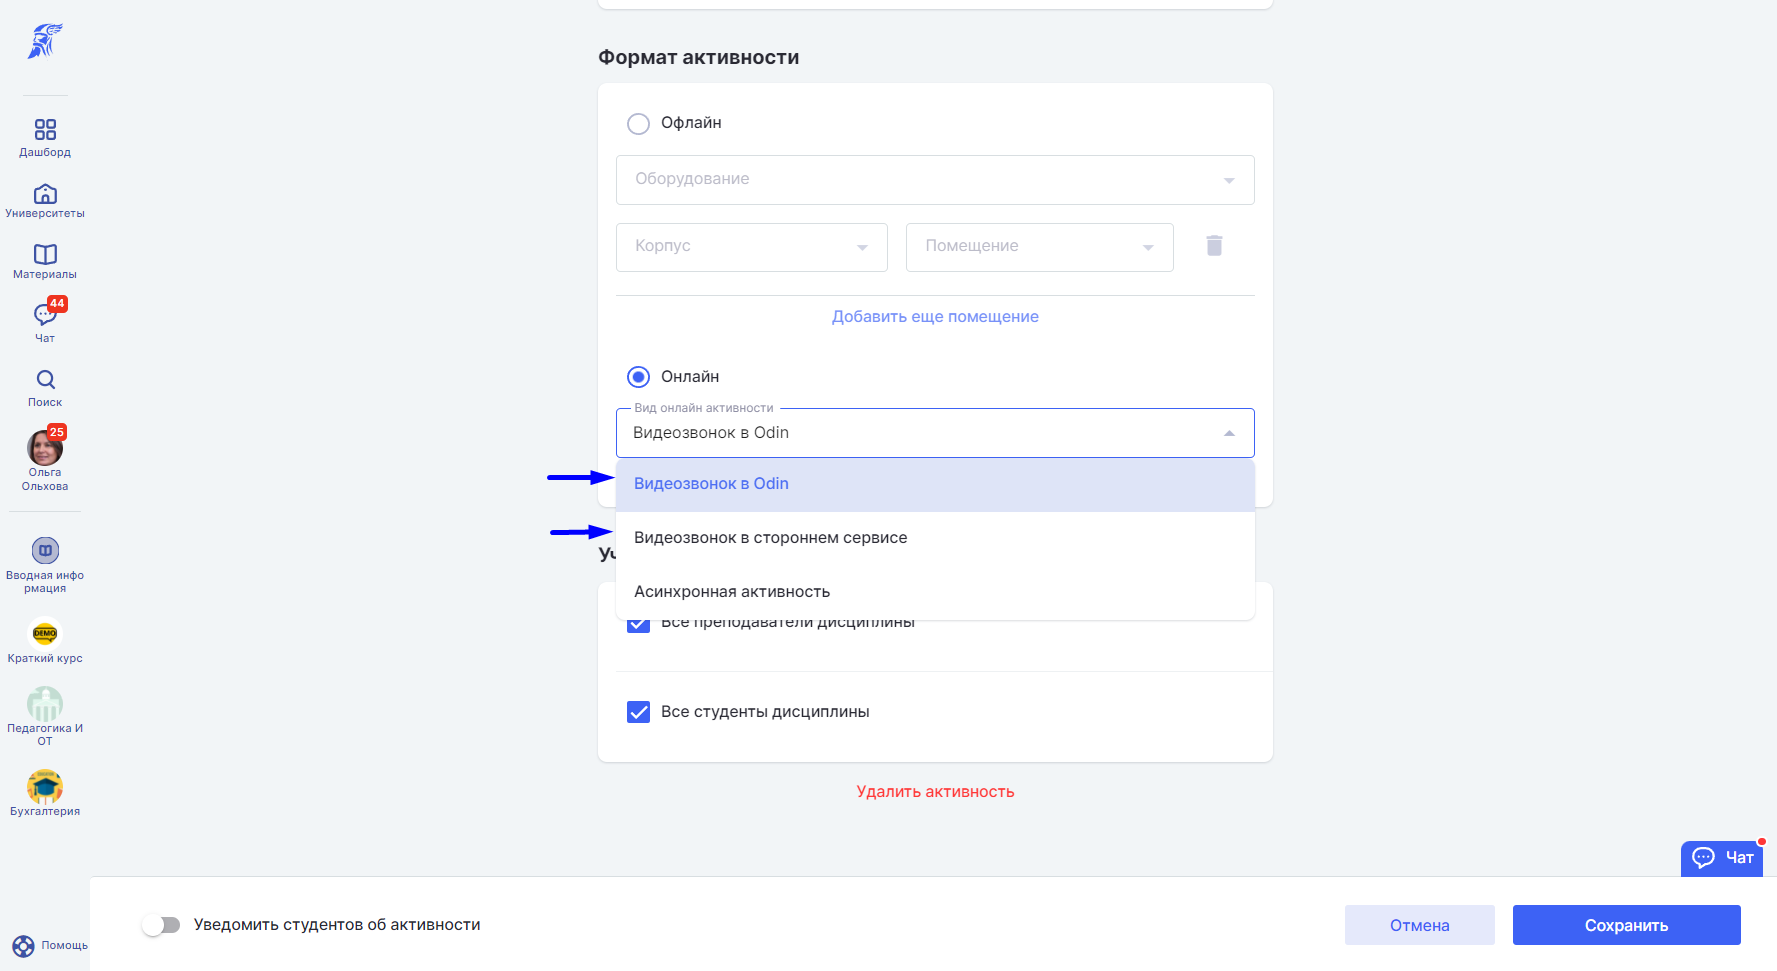 Дашборд
Университеты
Материалы
44
Чат
Поиск
25
Ольга
Ольхова
Вводная инфо
рмация
DEMO
Краткий курс
Педагогика И
ОТ
Бухгалтерия
Помощь
Формат активности
Офлайн
Оборудование
Корпус
Помещение
Добавить еще помещение
Онлайн
Вид онлайн активности
Видеозвонок в Odin
Видеозвонок в Odin
Видеозвонок в стороннем сервисе
Асинхронная активность
Все преподаватели дисциплины
Все студенты дисциплины
Удалить активность
Чат
Уведомить студентов об активности
Отмена
Сохранить